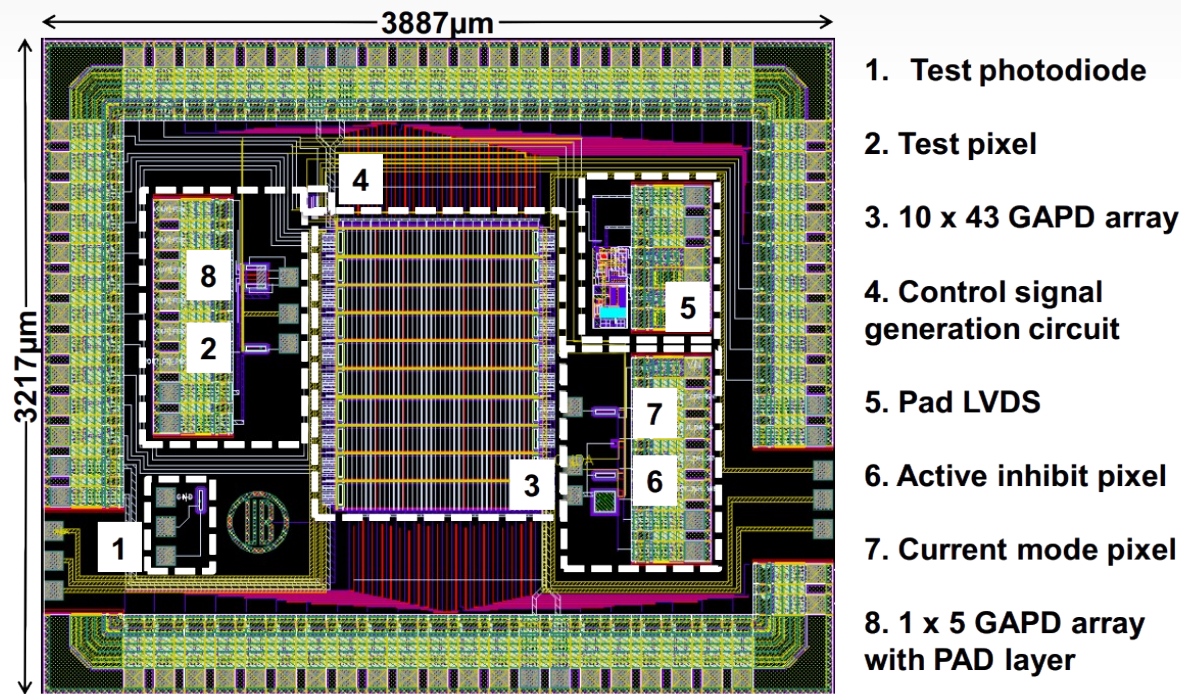 3887µm
3217µm
4
8
2
5
7
6
3
1
GND
1. Test photodiode
2. Test pixel
3. 10 x 43 GAPD array
4. Control signal
generation circuit
5. Pad LVDS
6. Active inhibit pixel
7. Current mode pixel
8. 1 x 5 GAPD array
with PAD layer